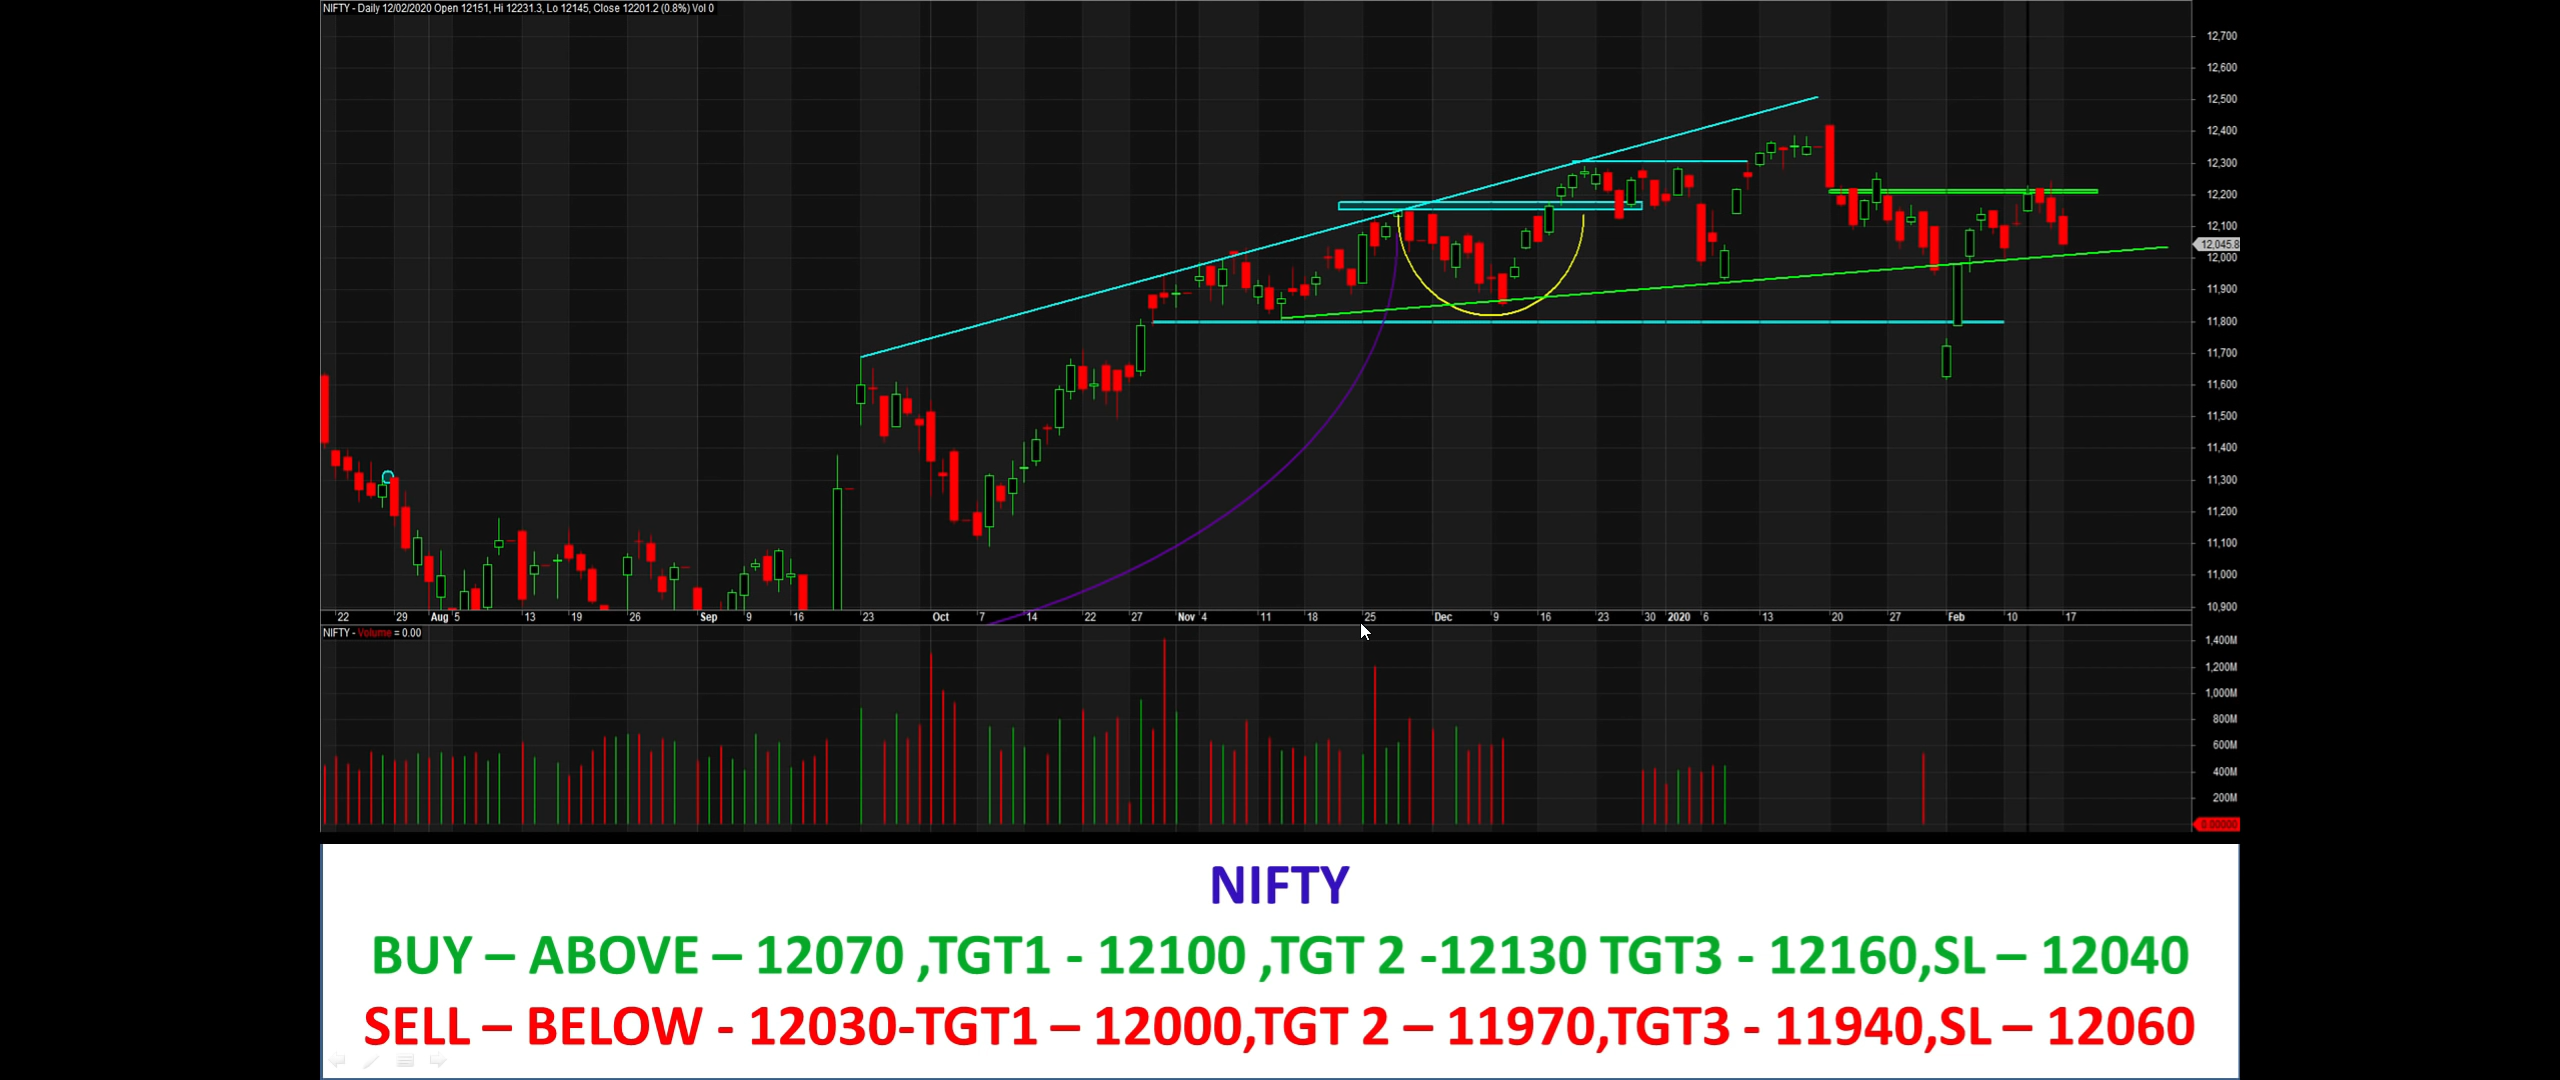 NIFTY - Daily 12/02/2020 Open 12151, Hi 12231.3, Lo 12145, Close 12201.2 (0.8%) Vol 0
12,700
12,600
12,500
12,400
12,300
12,200
12,100
12,045.8
12,000
11,900
11,800
11,700
11,600
11,500
11,400
11,300
11,200
11,100
11,000
10,900
22 29 Aug 5 13 19 26 Sep 9 16 23 Oct 7 14 22 27 Nov 4 11 18 25 Dec 9 16 23 30 2020 6 13 20 27 Feb 10 17
NIFTY - Volume = 0.00
1,400M
1,200M
1,000M
800M
600M
400M
200M
0.00000
NIFTY
BUY – ABOVE – 12070 ,TGT1 - 12100 ,TGT 2 -12130 TGT3 - 12160,SL – 12040
SELL – BELOW - 12030-TGT1 – 12000,TGT 2 – 11970,TGT3 - 11940,SL – 12060